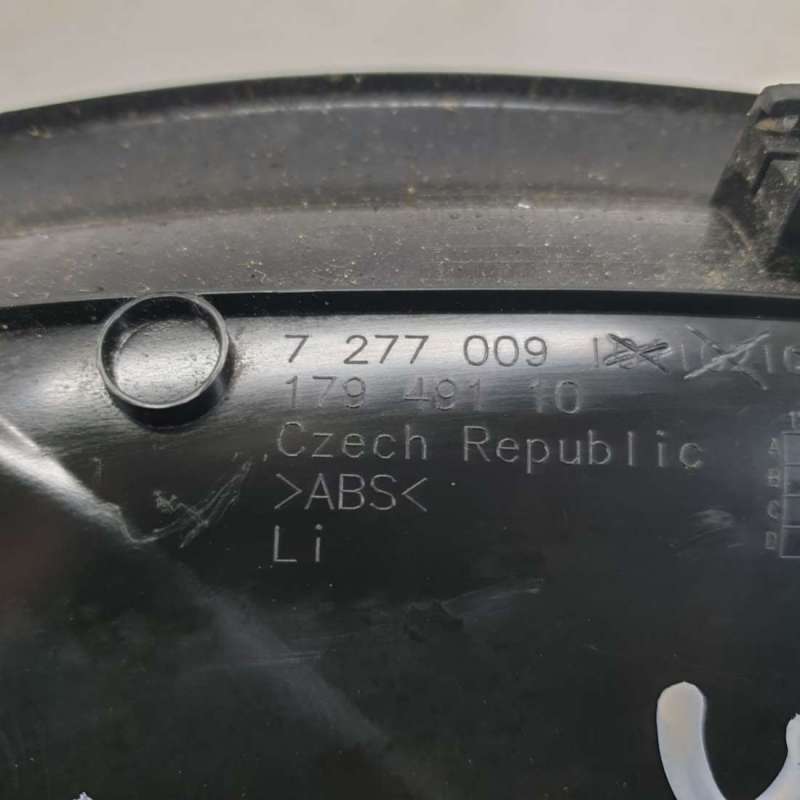 7 277 009
179 491 10
Czech Republic
>ABS<
Li
A
B
C
D